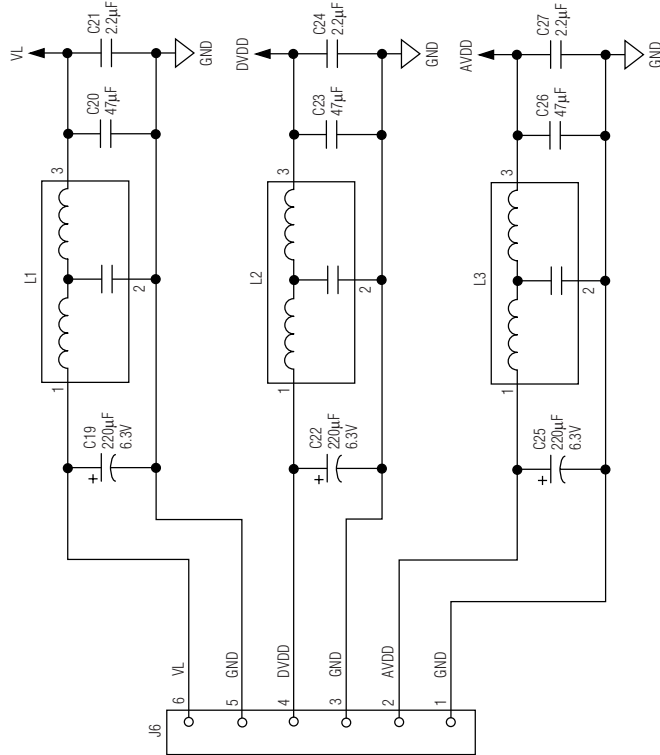 VL
C21
2.2µF
GND
C20
47µF
3
L1
2
1
C19
220µF
6.3V
+
DVDD
C24
2.2µF
GND
C23
47µF
3
L2
2
1
C22
220µF
6.3V
+
AVDD
C27
2.2µF
GND
C26
47µF
3
L3
2
1
C25
220µF
6.3V
+
J6
6
VL
5
GND
4
DVDD
3
GND
2
AVDD
1
GND